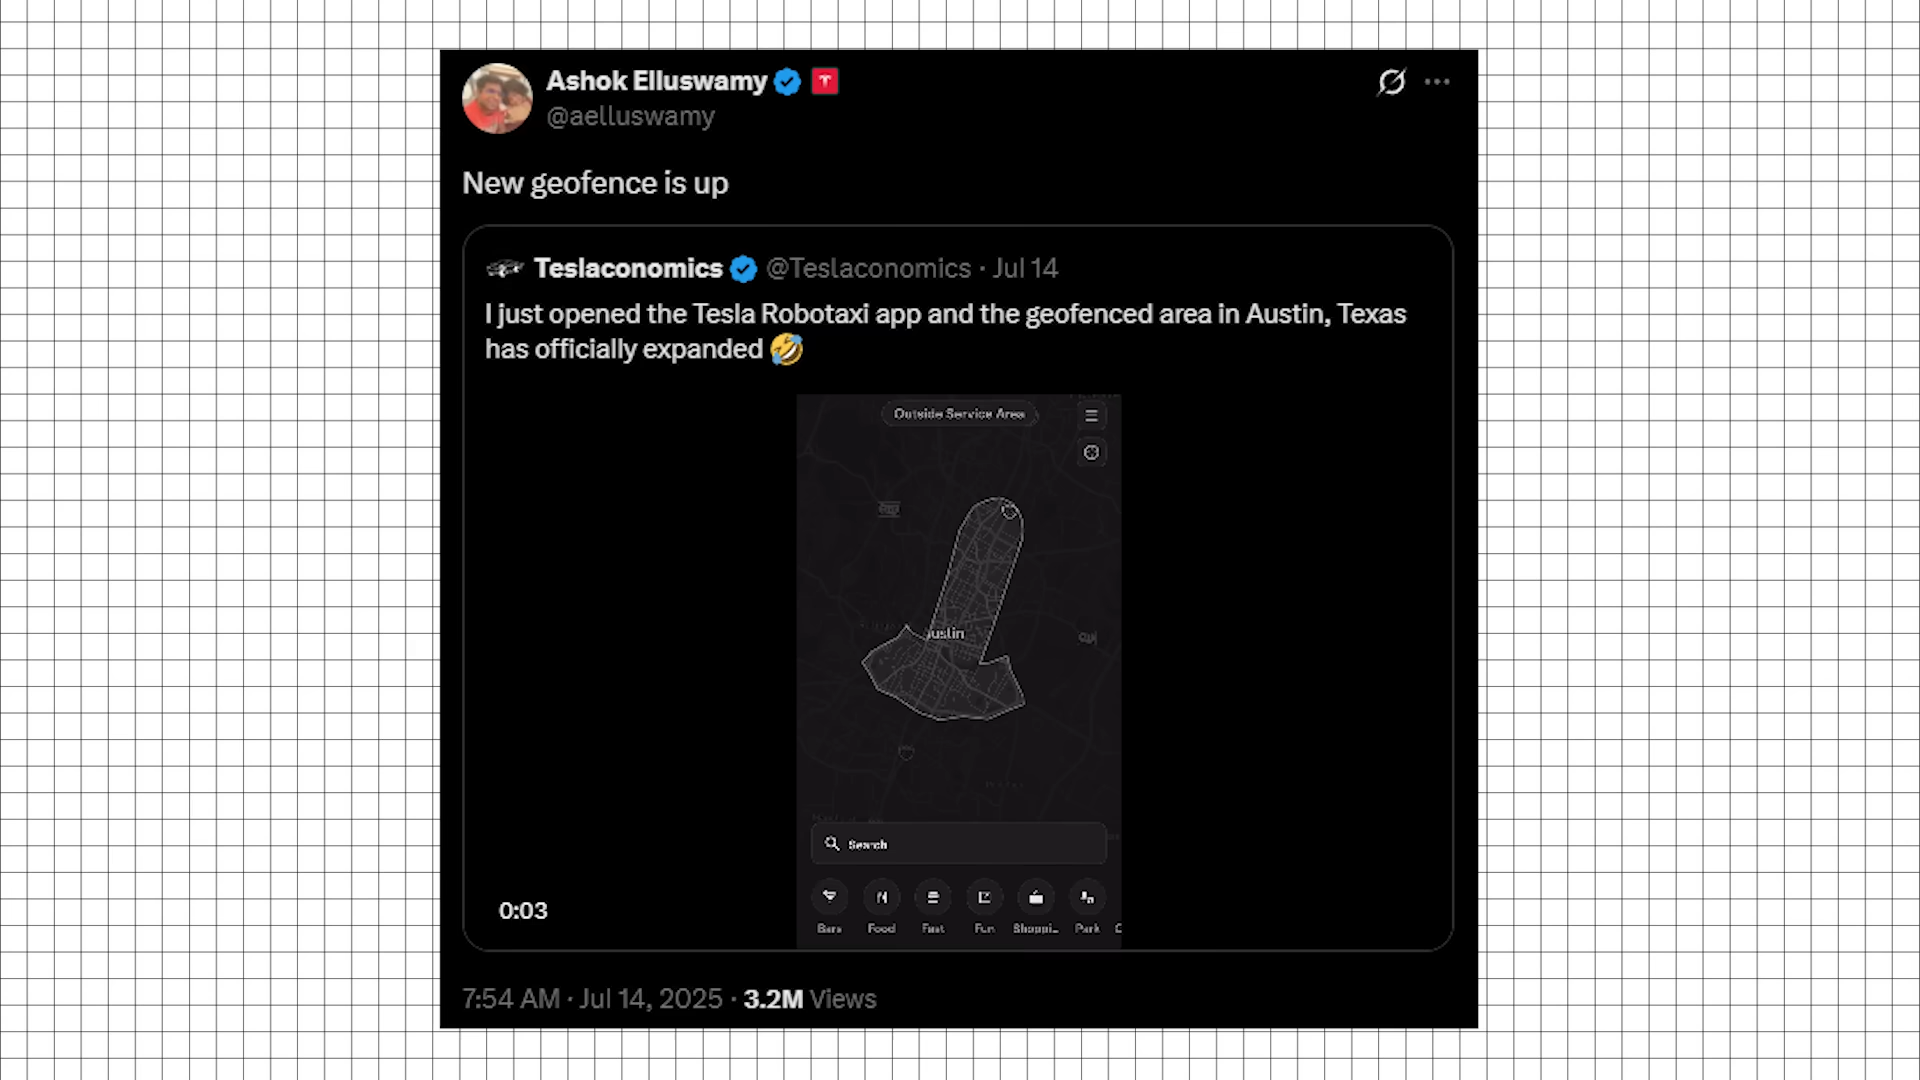 Ashok Elluswamy
@aelluswamy
New geofence is up
Teslaconomics @Teslaconomics · Jul 14
I just opened the Tesla Robotaxi app and the geofenced area in Austin, Texas
has officially expanded 🤣
Outside Service Area
ustin
Search
Bars Food Fast Fun Shoppi... Park C
0:03
7:54 AM · Jul 14, 2025 · 3.2M Views